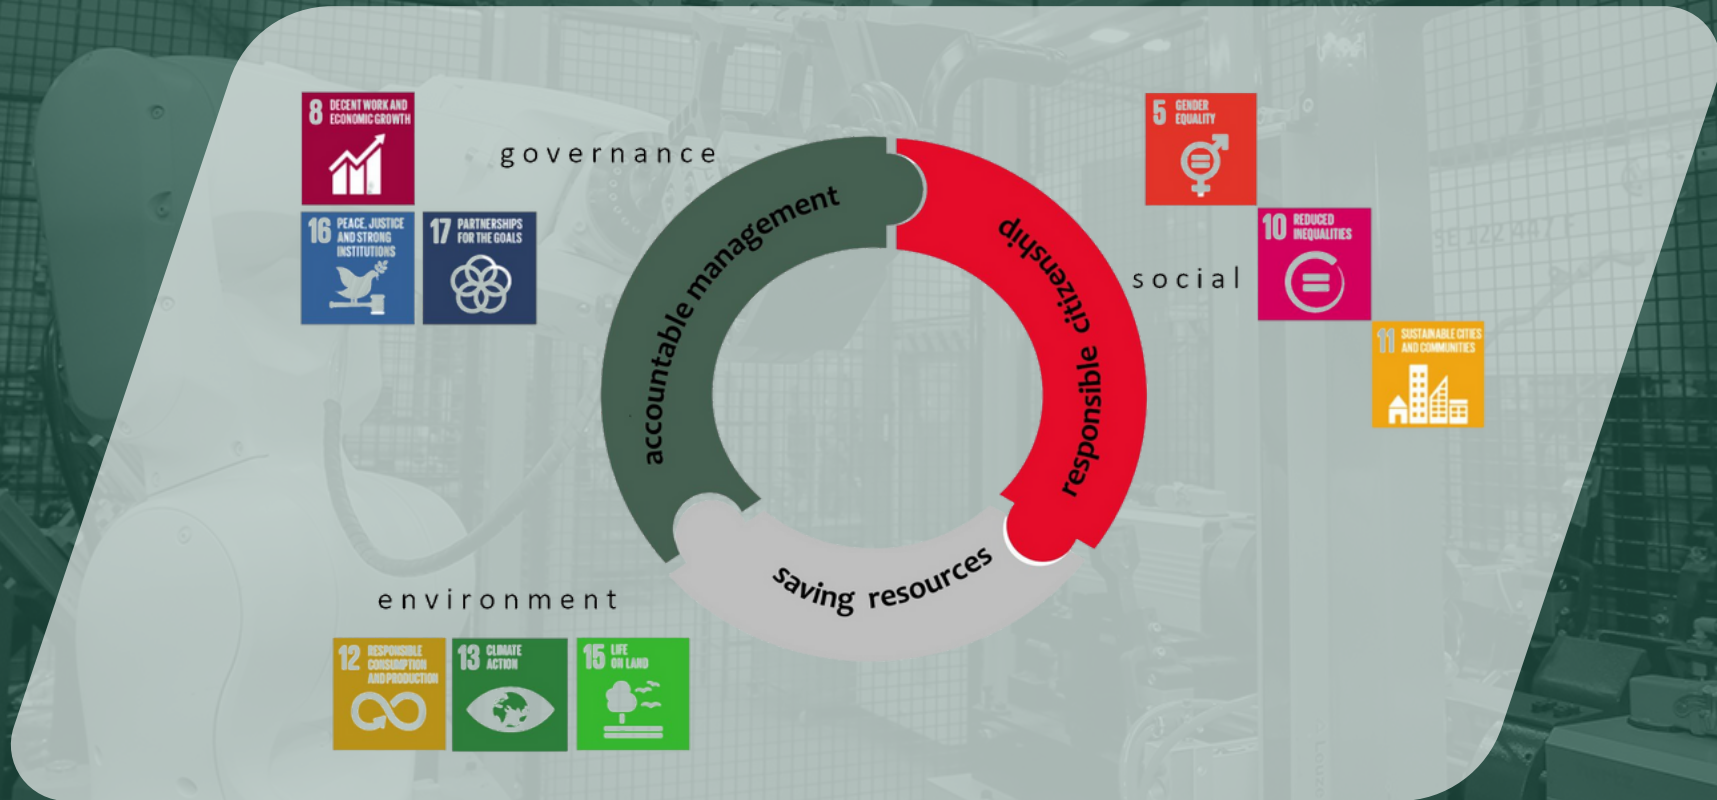 8 DECENT WORK AND
ECONOMIC GROWTH
governance
16 PEACE, JUSTICE
AND STRONG
INSTITUTIONS
17 PARTNERSHIPS
FOR THE GOALS
accountable management
responsible citizenship
saving resources
5 GENDER
EQUALITY
social
10 REDUCED
INEQUALITIES
11 SUSTAINABLE CITIES
AND COMMUNITIES
environment
12 RESPONSIBLE
CONSUMPTION
AND PRODUCTION
13 CLIMATE
ACTION
15 LIFE
ON LAND